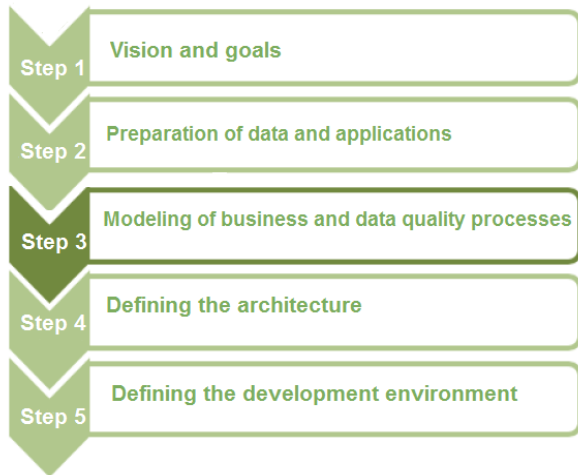 Step 1
Vision and goals
Step 2
Preparation of data and applications
Step 3
Modeling of business and data quality processes
Step 4
Defining the architecture
Step 5
Defining the development environment